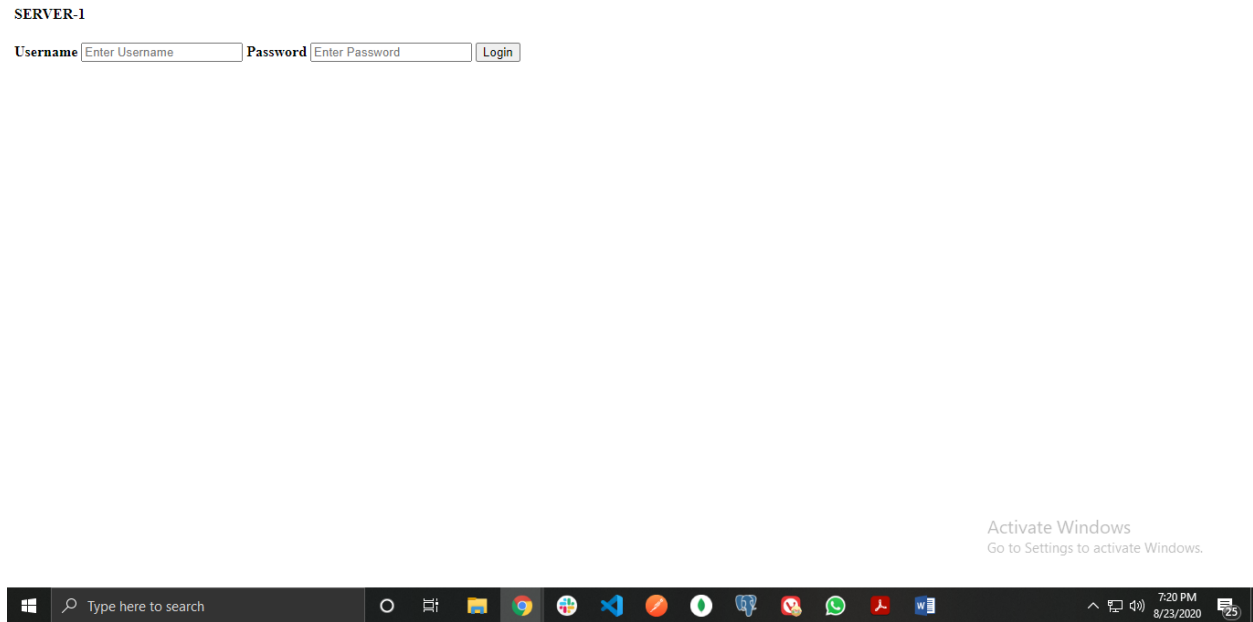 SERVER-1
Username Enter Username Password Enter Password Login
Activate Windows
Go to Settings to activate Windows.
Type here to search
7:20 PM
8/23/2020
25